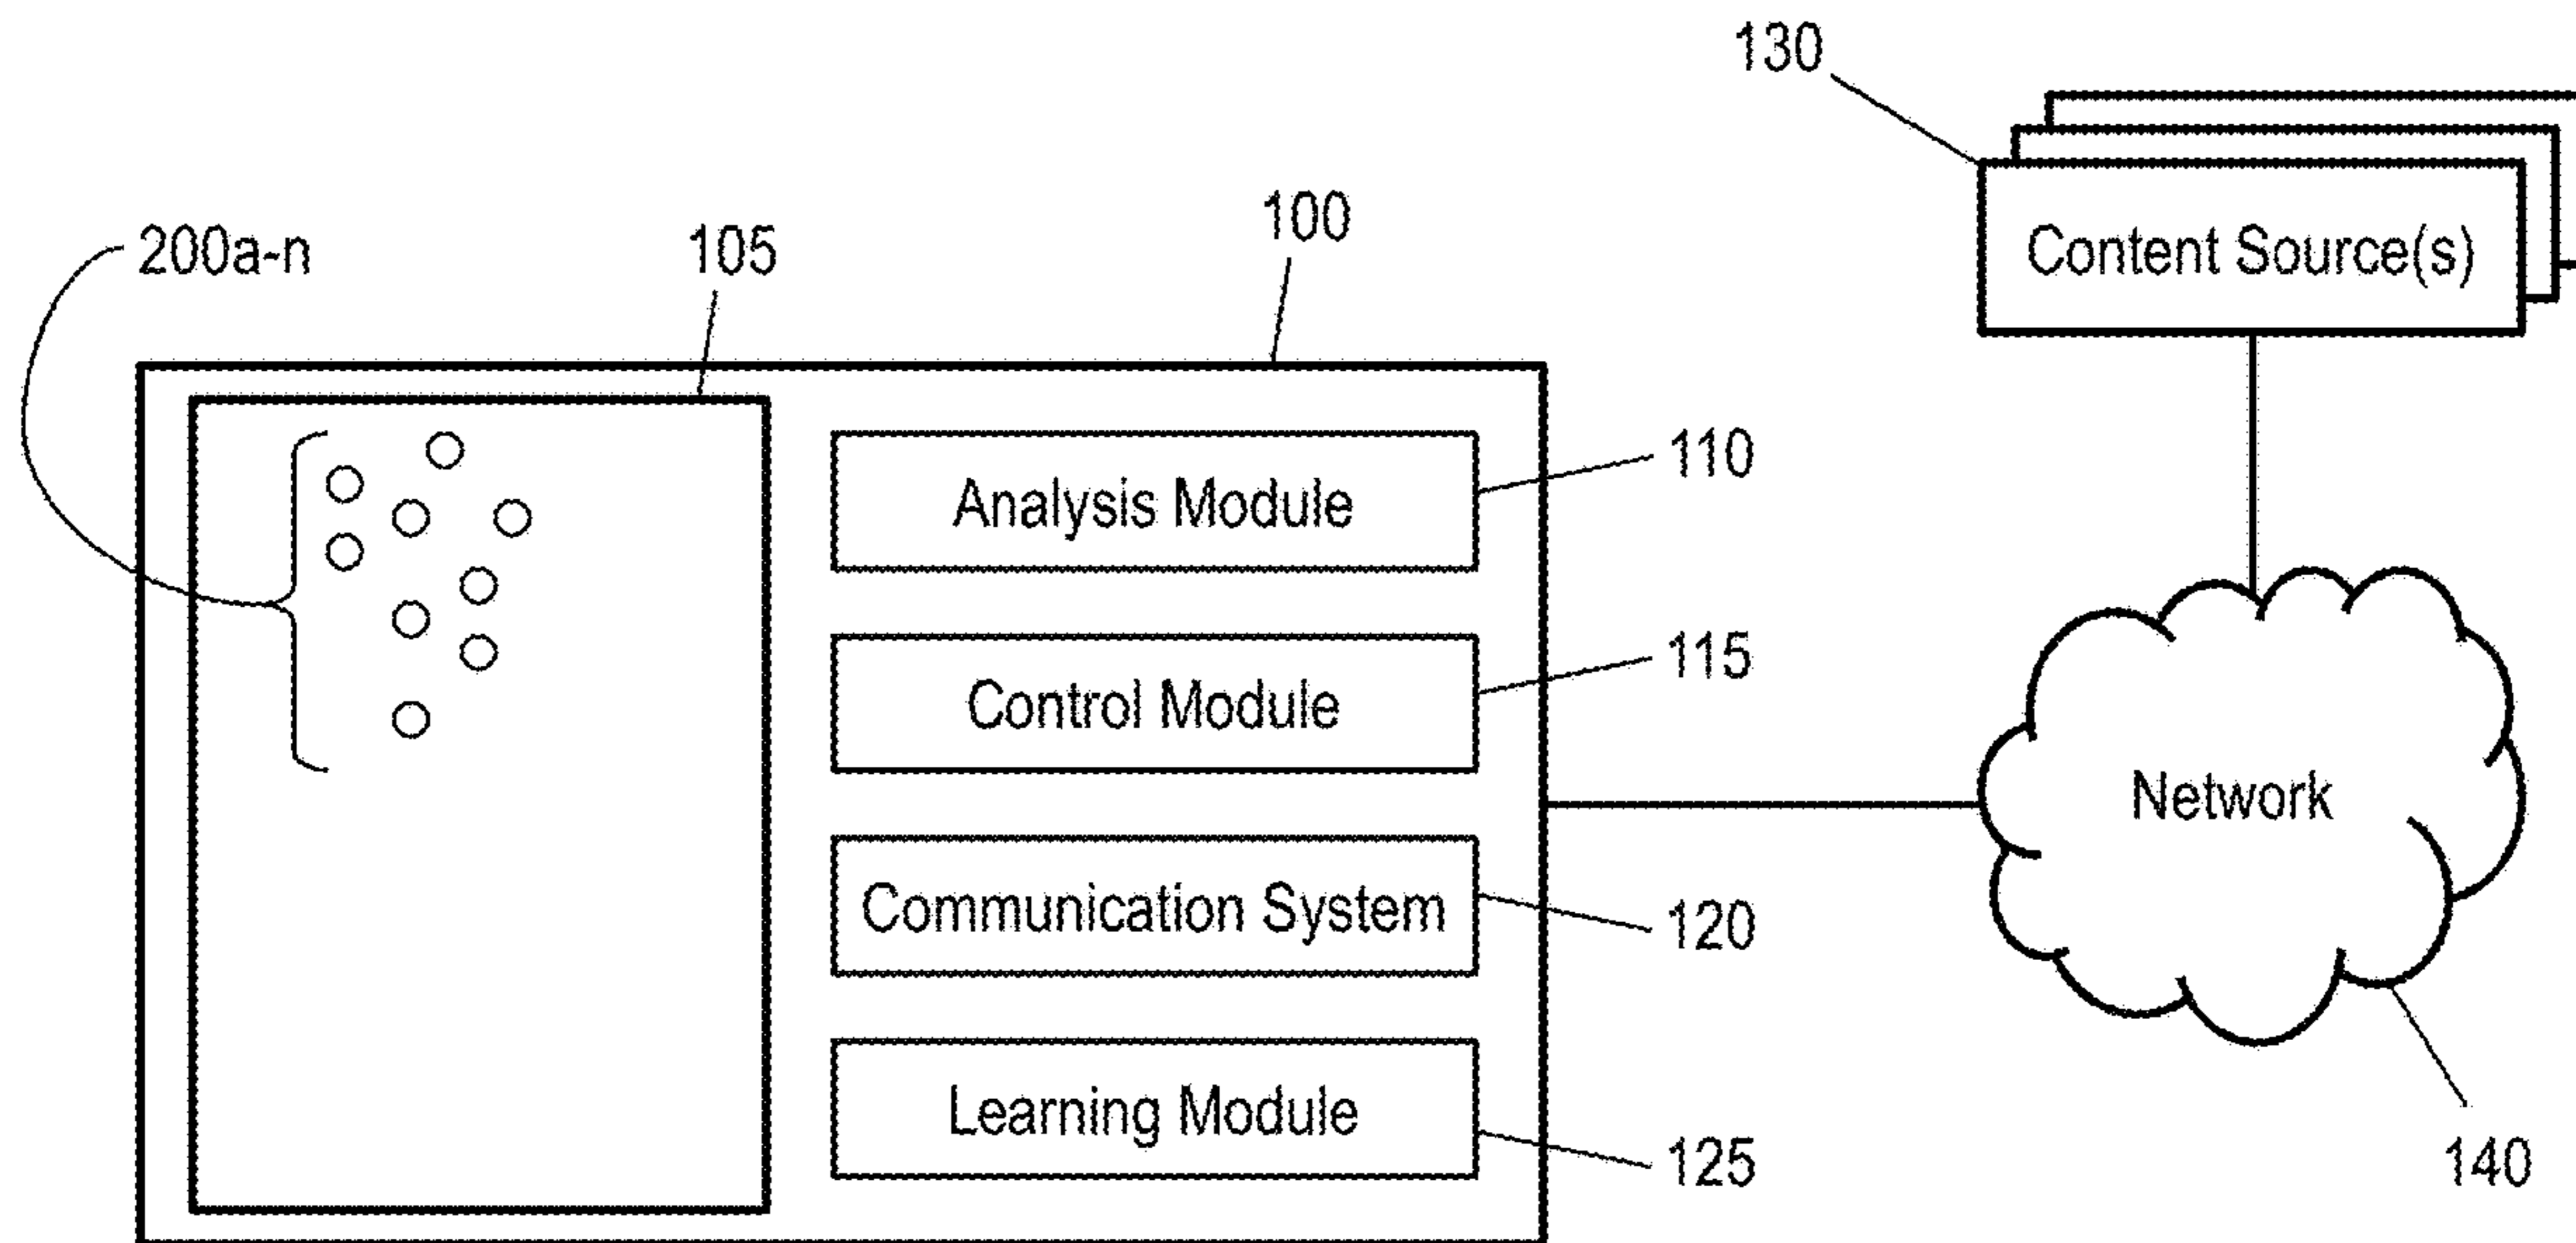 130
Content Source(s)
200a-n
105
100
Analysis Module
110
Control Module
115
Network
Communication System
120
Learning Module
125
140